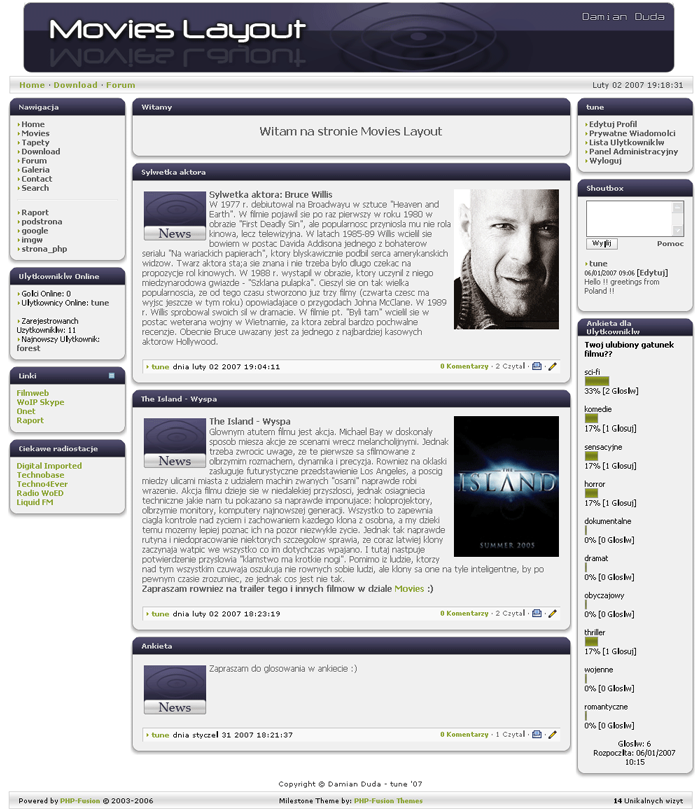 Movies Layout
Damian Duda
Home · Download · Forum
Luty 02 2007 19:18:31
Nawigacja
Home
Movies
Tapety
Download
Forum
Galeria
Contact
Search
Raport
podstrona
google
imgw
strona_php
Użytkowniklw Online
Golici Online: 0
Użytkownicy Online: tune
Zarejestrowanch
Uzytkowniklw: 11
Najnowszy Użytkownik:
forest
Linki
Filmweb
WoIP Skype
Onet
Raport
Ciekawe radiostacje
Digital Imported
Technobase
Techno4Ever
Radio WoED
Liquid FM
Witamy
Witam na stronie Movies Layout
Sylwetka aktora
News
Sylwetka aktora: Bruce Willis
W 1977 r. debiutował na Broadwayu w sztuce "Heaven and
Earth". W filmie pojawil sie po raz pierwszy w roku 1980 w
obrazie "First Deadly Sin", ale popularnosc przyniosla mu nie rola
kinowa, lecz telewizyjna. W latach 1985-89 Willis wcielil sie
bowiem w postac Davida Addisona jednego z bohaterow
serialu "Na wariackich papierach", ktory blyskawicznie podbil serca amerykanskich
widzow. Twarz aktora sta;a sie znana i nie trzeba bylo dlugo czekac na
propozycje rol kinowych. W 1988 r. wystapil w obrazie, ktory uczynil z niego
miedzynarodowa gwiazde - "Szklana pulapka". Cieszyl sie on tak wielka
popularnoscia, ze od tego czasu stworzono juz trzy filmy (czwarta czesc ma
wyjsc jeszcze w tym roku) opowiadajace o przygodach Johna McClane. W 1989
r. Willis sprobowal swoich sil w dramacie. W filmie pt. "Byli tam" wcielil sie w
postac weterana wojny w Wietnamie, za ktora zebral bardzo pochwalne
recenzje. Obecnie Bruce uwazany jest za jednego z najbardziej kasowych
aktorow Hollywood.
tune dnia luty 02 2007 19:04:11
0 Komentarzy · 2 Czytal ·
The Island - Wyspa
News
The Island - Wyspa
Glownym atutem filmu jest akcja. Michael Bay w doskonaly
sposob miesza akcje ze scenami wrecz melancholijnymi. Jednak
trzeba zwrocic uwage, ze te pierwsze sa sfilmowane z
olbrzymim rozmachem, dynamika i precyzja. Rowniez na oklaski
zasluguje futurystyczne przedstawienie Los Angeles, a poscig
miedzy ulicami miasta z udzialem machin zwanych "osami" naprawde robi
wrazenie. Akcja filmu dzieje sie w niedalekiej przyszlosci, jednak osiagniecia
techniczne jakie nam tu pokazano sa naprawde imponujace: holoprojektory,
olbrzymie monitory, komputery najnowszej generacji. Wszystko to zapewnia
ciagla kontrole nad zyciem i zachowaniem kazdego klona z osobna, a my dzieki
temu mozemy lepiej poznac ich na pozor niezwykle zycie. Jednak tak naprawde
rutyna i niedopracowanie niektorych szczegolow sprawia, ze coraz latwiej klony
zaczynaja watpic we wszystko co im dotychczas wpajano. I tutaj nastpuje
potwierdzenie przyslowia "klamstwo ma krotkie nogi". Pomimo iz ludzie, ktorzy
nad tym wszystkim czuwaja oszukuja nie rownych sobie ludzi, ale klony sa one na tyle inteligentne, by po
pewnym czasie zrozumiec, ze jednak cos jest nie tak.
Zapraszam rowniez na trailer tego i innych filmow w dziale Movies :)
THE
ISLAND
SUMMER 2005
tune dnia luty 02 2007 18:23:19
0 Komentarzy · 2 Czytal ·
Ankieta
News
Zapraszam do glosowania w ankiecie :)
tune dnia styczel 31 2007 18:21:37
0 Komentarzy · 1 Czytal ·
tune
Edytuj Profil
Prywatne Wiadomolci
Lista Użytkowniklw
Panel Administracyjny
Wyloguj
Shoutbox
Wyślij
Pomoc
tune
06/01/2007 09:06 [Edytuj]
Hello !! greetings from
Poland !!
Ankieta dla
Użytkowniklw
Twoj ulubiony gatunek
filmu??
sci-fi
33% [2 Gloslw]
komedie
17% [1 Glosuj]
sensacyjne
17% [1 Glosuj]
horror
17% [1 Glosuj]
dokumentalne
0% [0 Gloslw]
dramat
0% [0 Gloslw]
obyczajowy
0% [0 Gloslw]
thriller
17% [1 Glosuj]
wojenne
0% [0 Gloslw]
romantyczne
0% [0 Gloslw]
Gloslw: 6
Rozpoczlta: 06/01/2007
10:15
Copyright © Damian Duda - tune '07
Powered by PHP-Fusion © 2003-2006
Milestone Theme by: PHP-Fusion Themes
14 Unikalnych wizyt